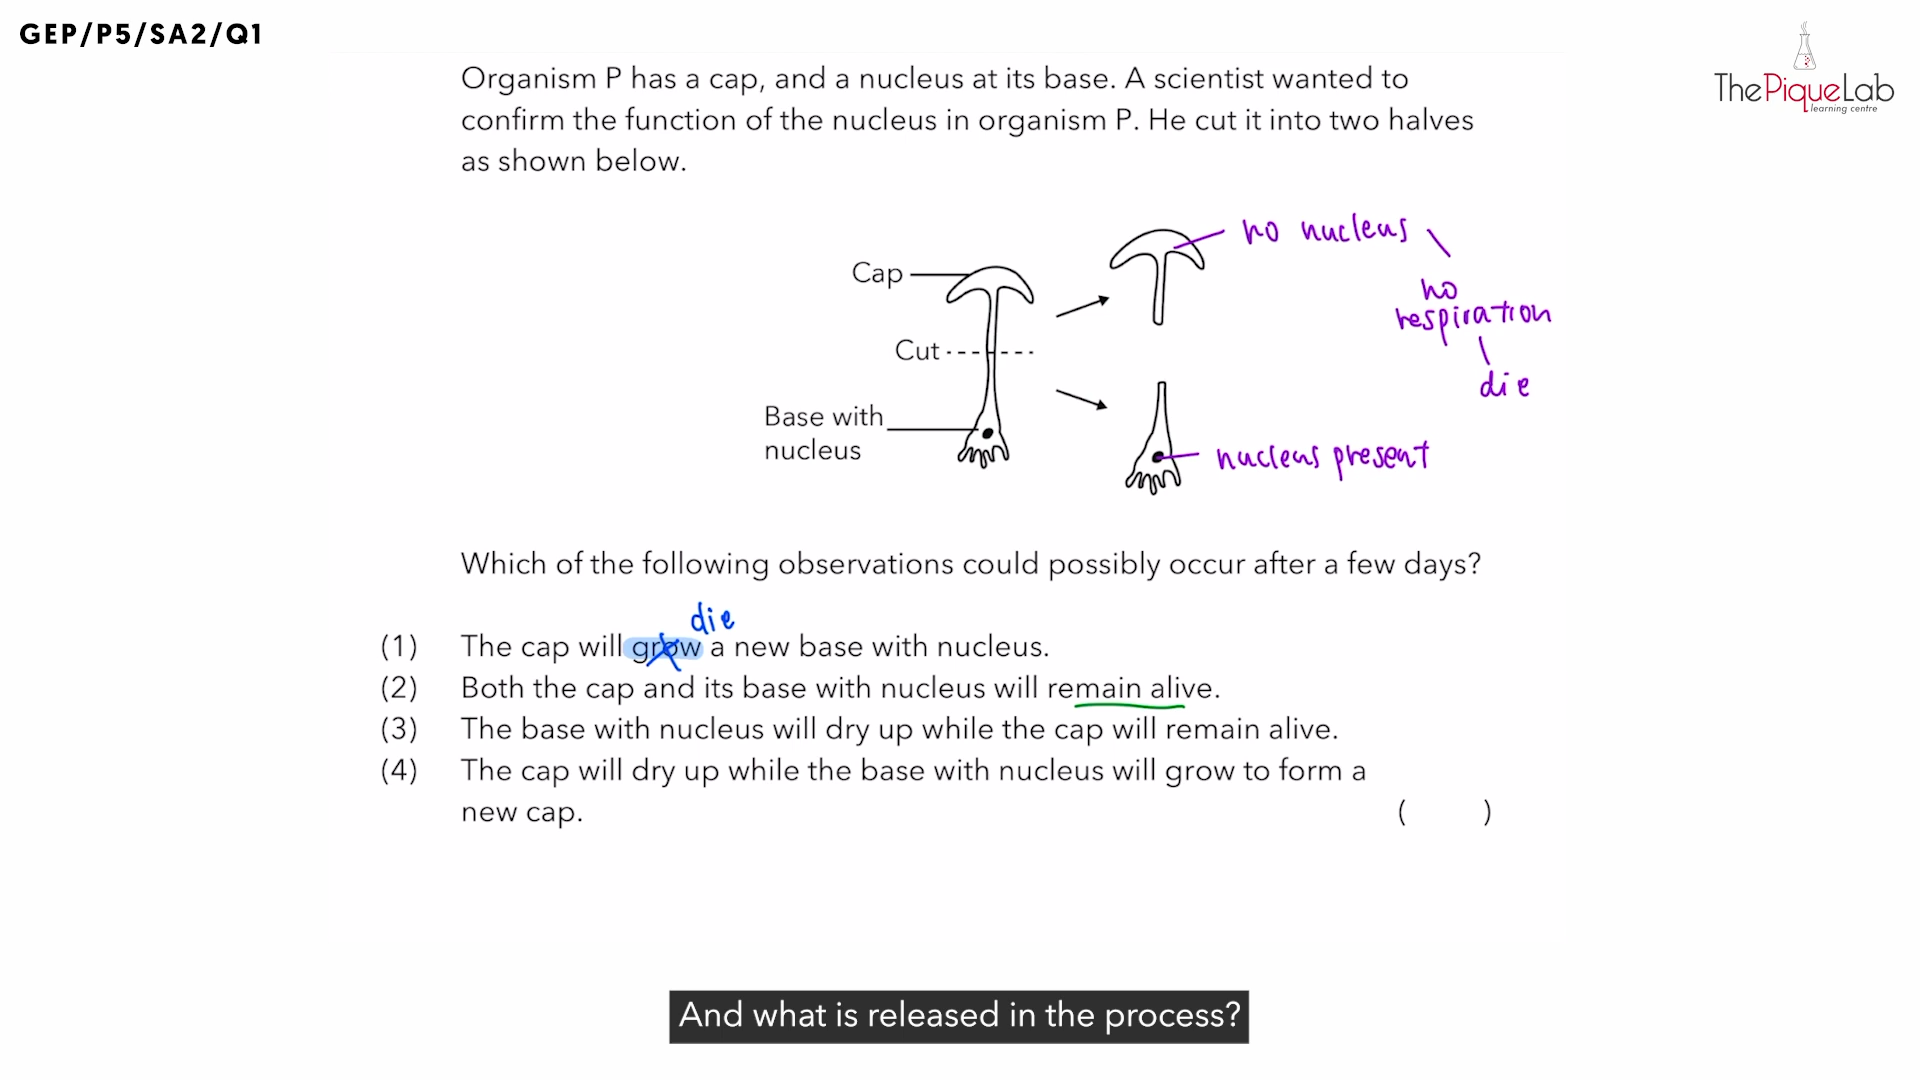 GEP/P5/SA2/Q1
ThePiqueLab
learning centre
Organism P has a cap, and a nucleus at its base. A scientist wanted to
confirm the function of the nucleus in organism P. He cut it into two halves
as shown below.
no nucleus
Cap
no
respiration
Cut
die
Base with
nucleus
nucleus present
Which of the following observations could possibly occur after a few days?
die
(1) The cap will grow a new base with nucleus.
(2) Both the cap and its base with nucleus will remain alive.
(3) The base with nucleus will dry up while the cap will remain alive.
(4) The cap will dry up while the base with nucleus will grow to form a
new cap. ( )
And what is released in the process?